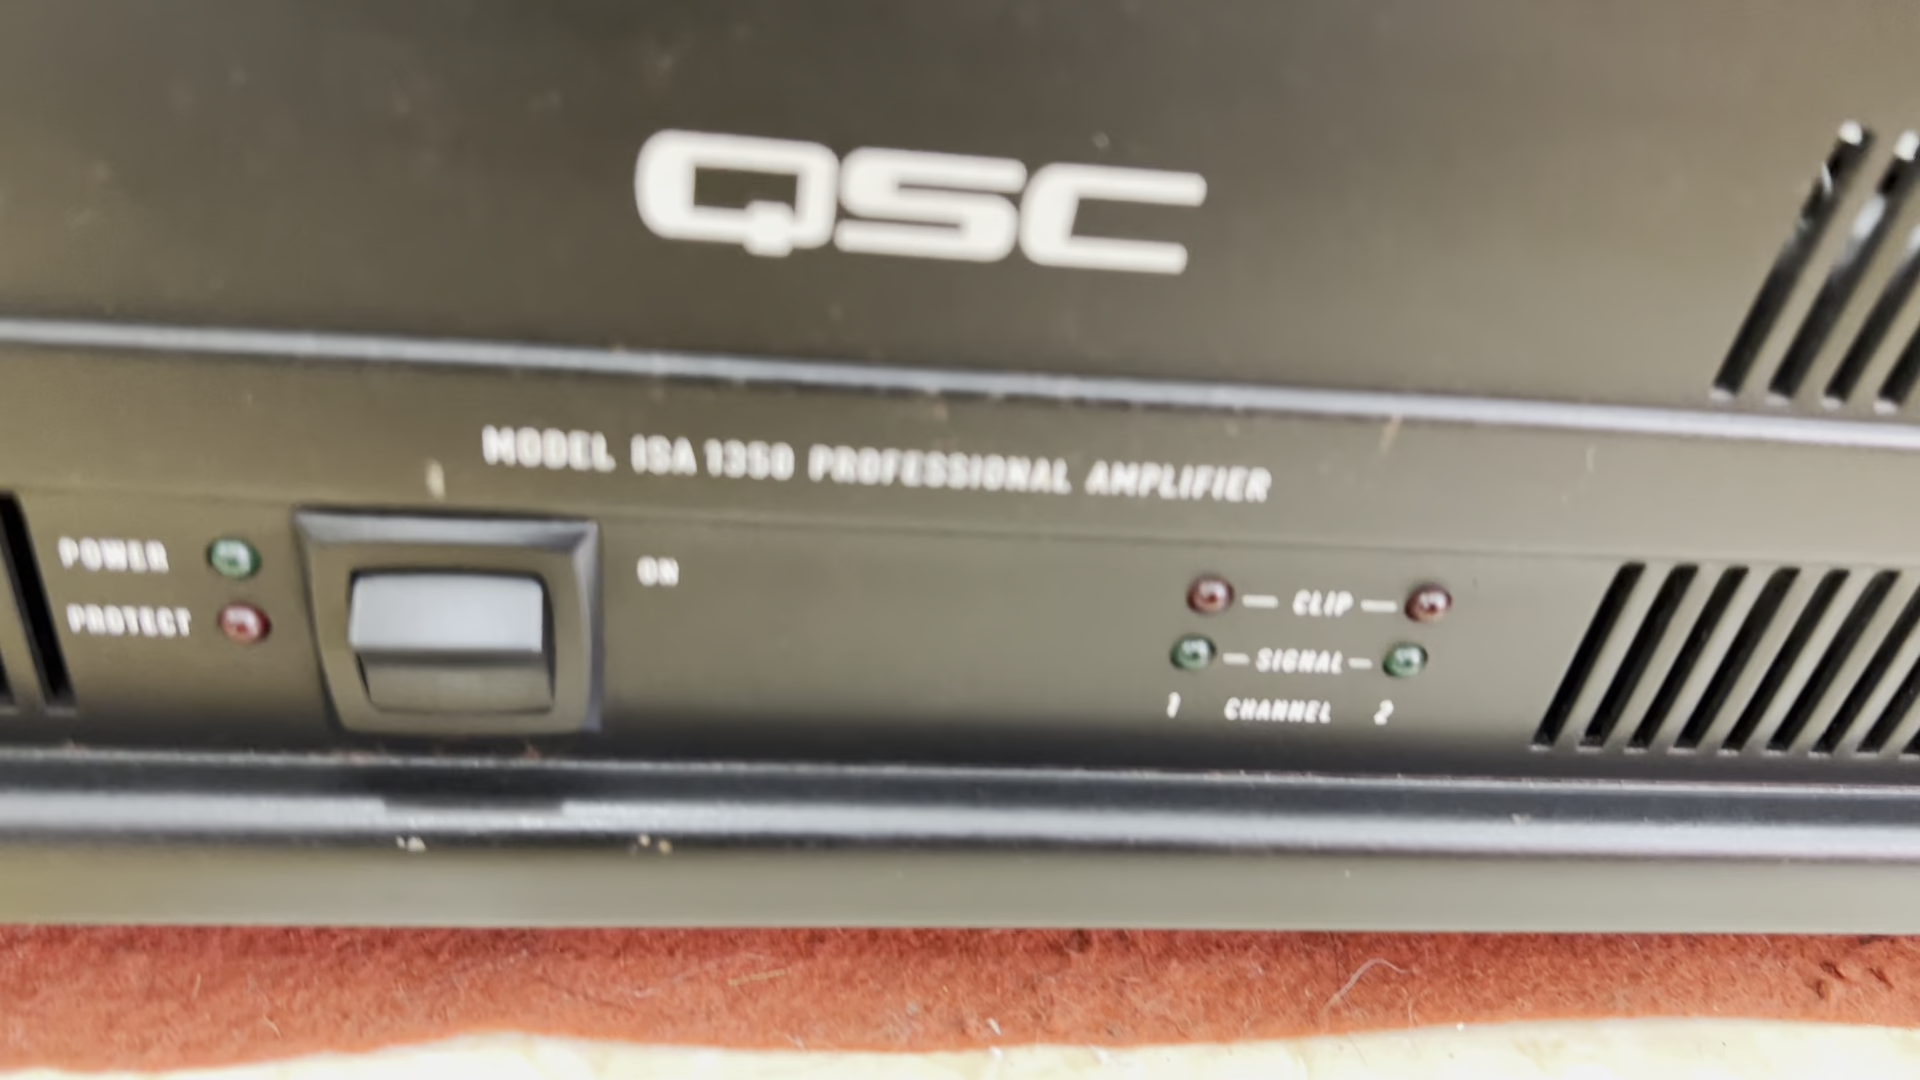 QSC
MODEL ISA 1350 PROFESSIONAL AMPLIFIER
POWER
ON
PROTECT
— CLIP —
— SIGNAL —
1 CHANNEL 2